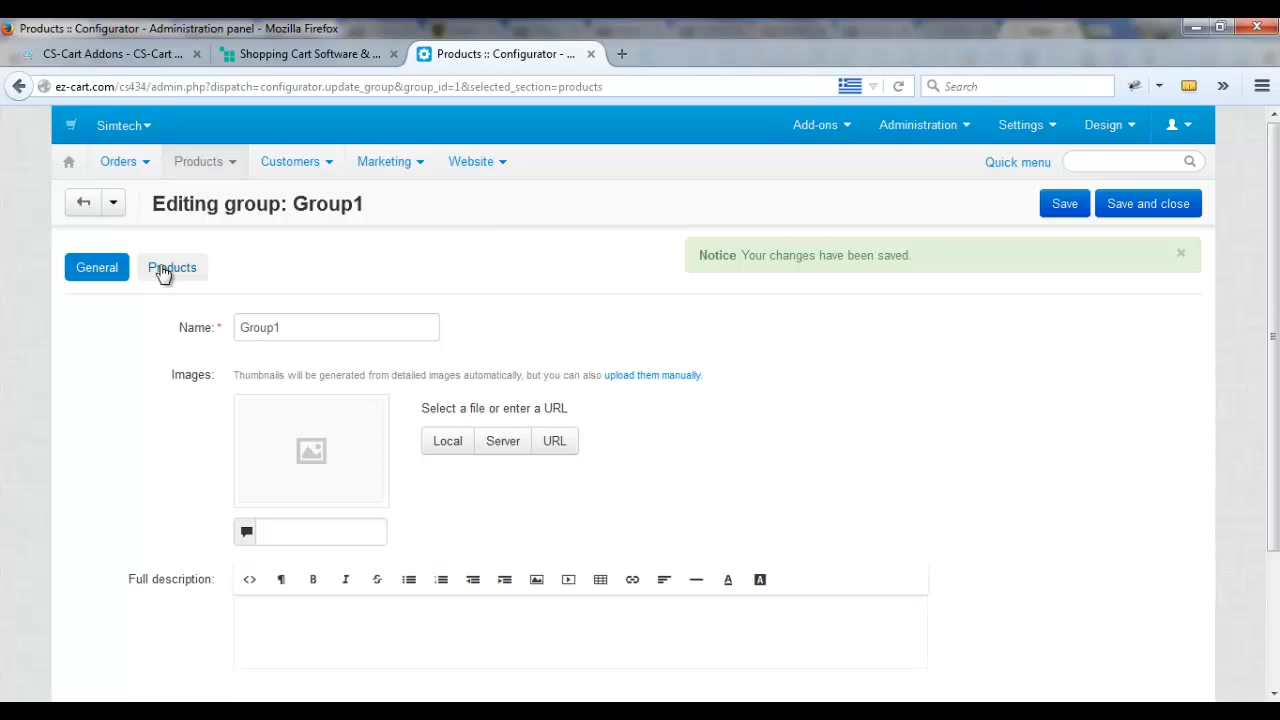 Products :: Configurator - Administration panel - Mozilla Firefox
CS-Cart Addons - CS-Cart ... Shopping Cart Software & ... Products :: Configurator - ...
ez-cart.com/cs434/admin.php?dispatch=configurator.update_group&group_id=1&selected_section=products Search
Simtech Add-ons Administration Settings Design
Orders Products Customers Marketing Website Quick menu
Editing group: Group1 Save Save and close
Notice Your changes have been saved.
General Products
Name: * Group1
Images: Thumbnails will be generated from detailed images automatically, but you can also upload them manually.
Select a file or enter a URL
Local Server URL
Full description: